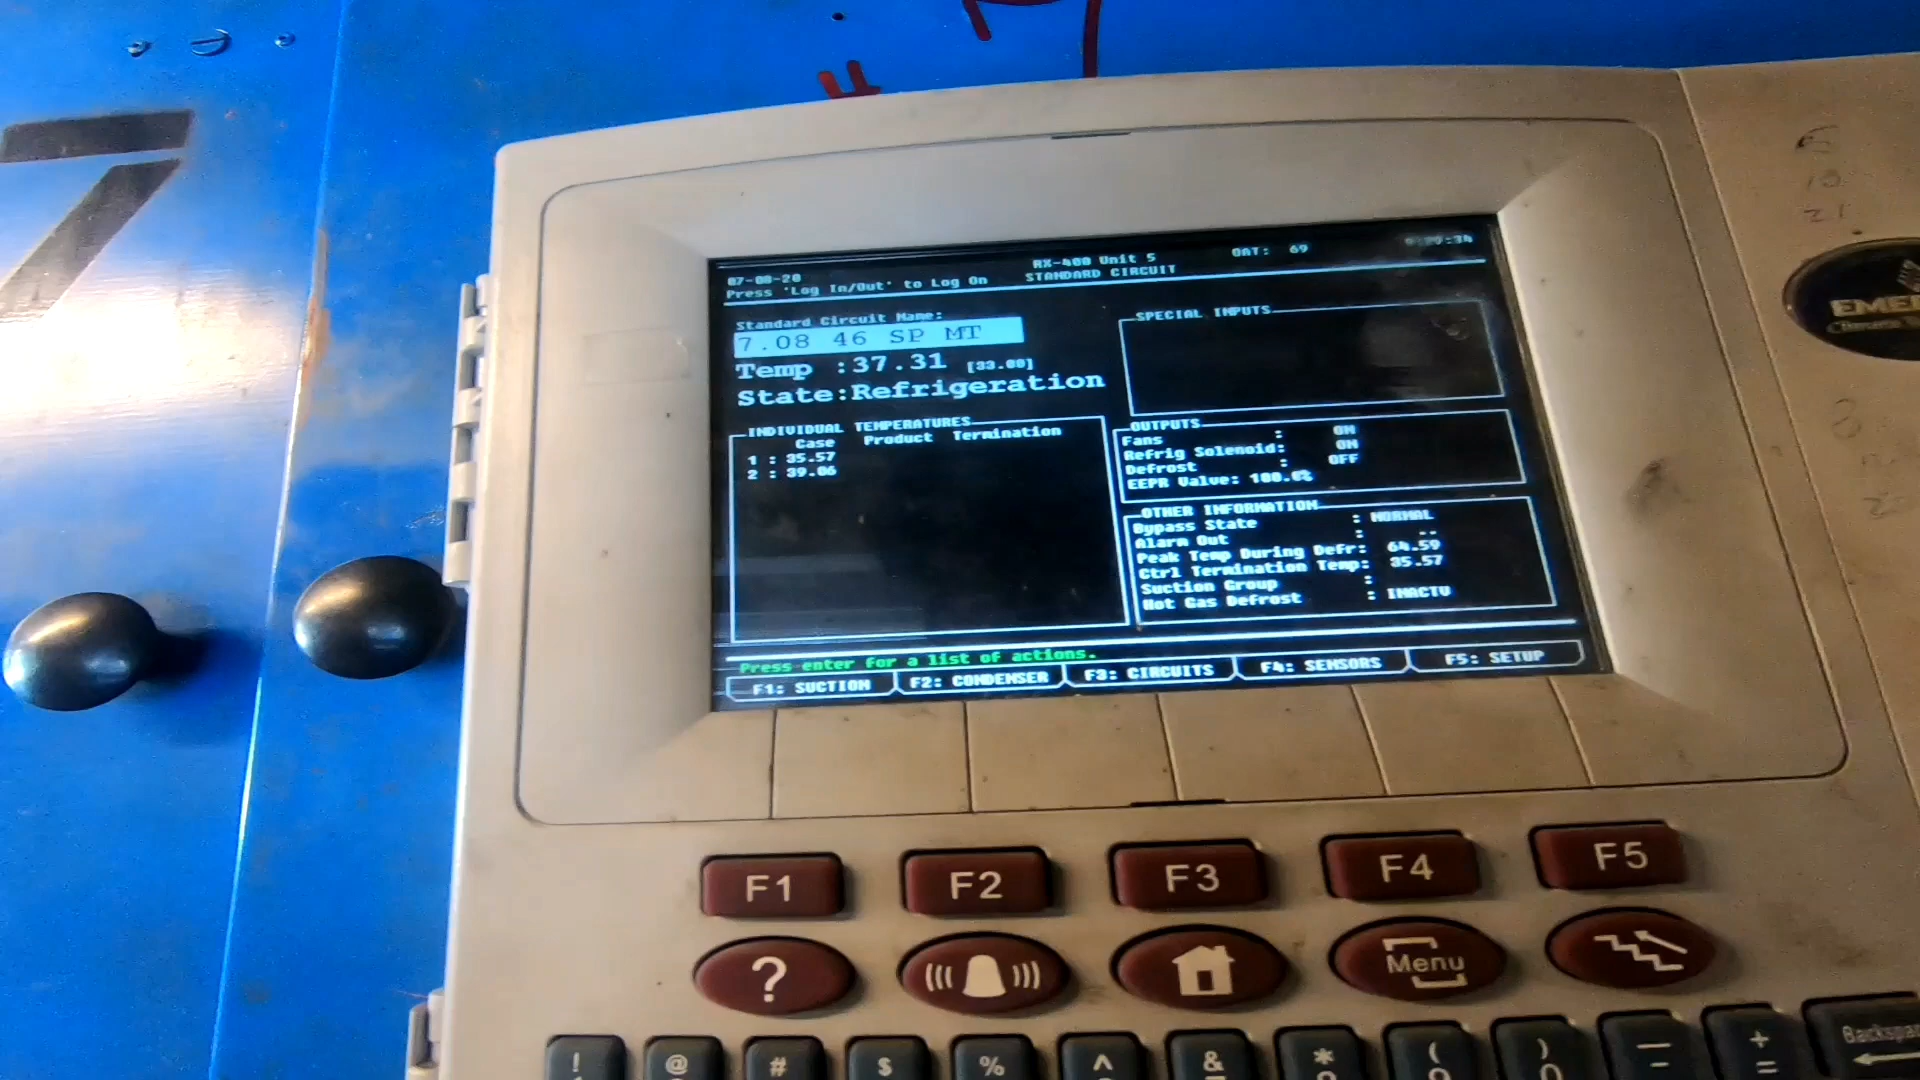 7
07-08-20
RX-400 Unit 5
OAT: 69
Press 'Log In/Out' to Log On
STANDARD CIRCUIT
Standard Circuit Name:
7.08 46 SP MT
Temp :37.31 [33.00]
State:Refrigeration
INDIVIDUAL TEMPERATURES
Case Product Termination
1 : 35.57
2 : 39.06
SPECIAL INPUTS
OUTPUTS
Fans : ON
Refrig Solenoid: ON
Defrost : OFF
EEPR Valve: 100.0%
OTHER INFORMATION
Bypass State : NORMAL
Alarm Out : --
Peak Temp During Defr: 64.59
Ctrl Termination Temp: 35.57
Suction Group :
Hot Gas Defrost : INACTV
Press enter for a list of actions.
F1: SUCTION F2: CONDENSER F3: CIRCUITS F4: SENSORS F5: SETUP
F1 F2 F3 F4 F5
? Menu
! @ # $ % ^ & * ( ) — +
=
Backspa
EME
Climate